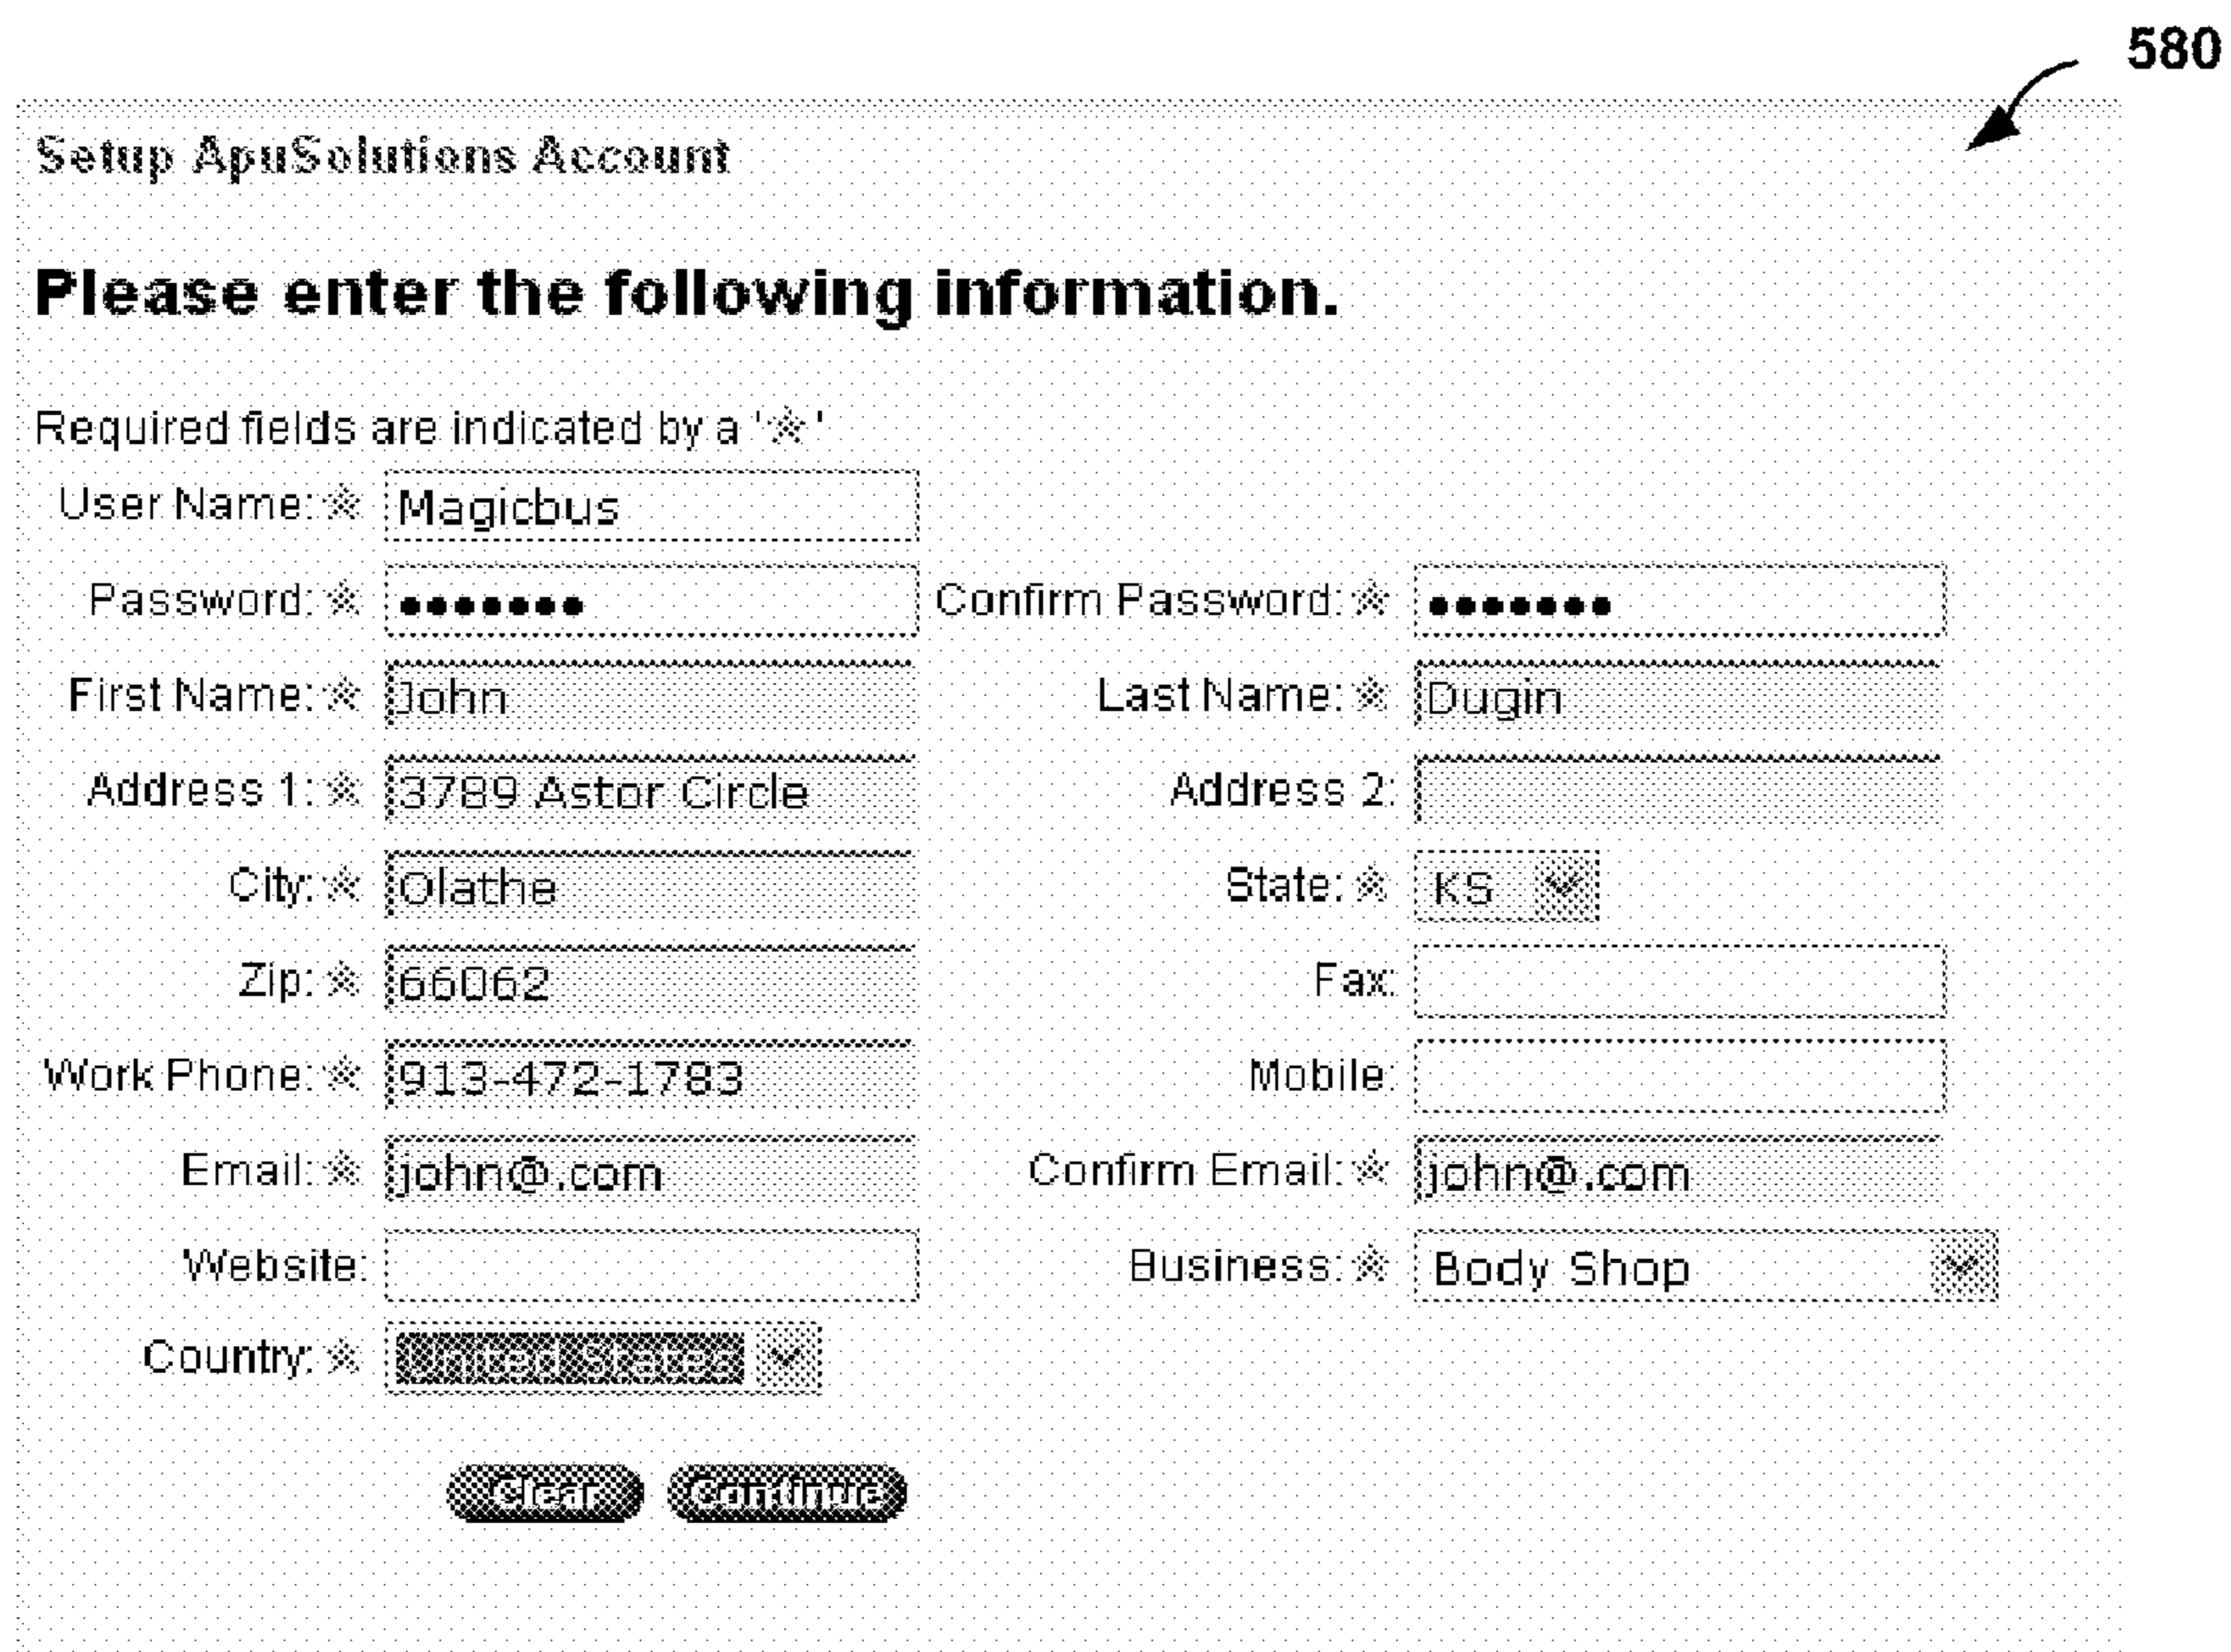 580
Setup ApuSolutions Account
Please enter the following information.
Required fields are indicated by a '*'
User Name: * Magicbus
Password: * ••••••• Confirm Password: * •••••••
First Name: * John Last Name: * Dugin
Address 1: * 3789 Astor Circle Address 2:
City: * Olathe State: * KS
Zip: * 66062 Fax:
Work Phone: * 913-472-1783 Mobile:
Email: * john@.com Confirm Email: * john@.com
Website: Business: * Body Shop
Country: * United States
Clear Continue